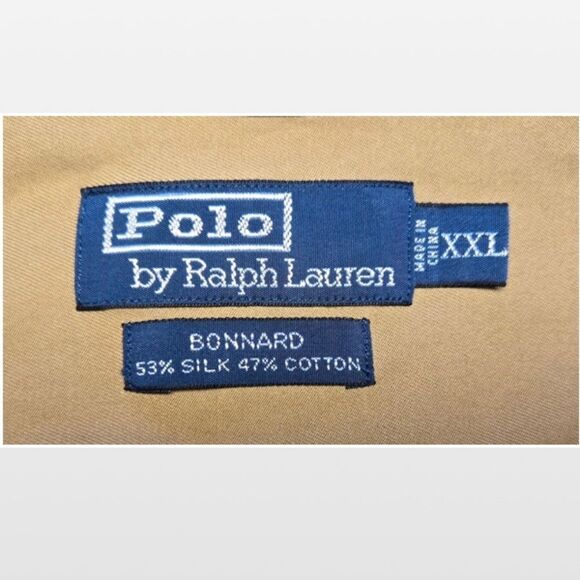 Polo
by Ralph Lauren
MADE IN
CHINA
XXL
BONNARD
53% SILK 47% COTTON